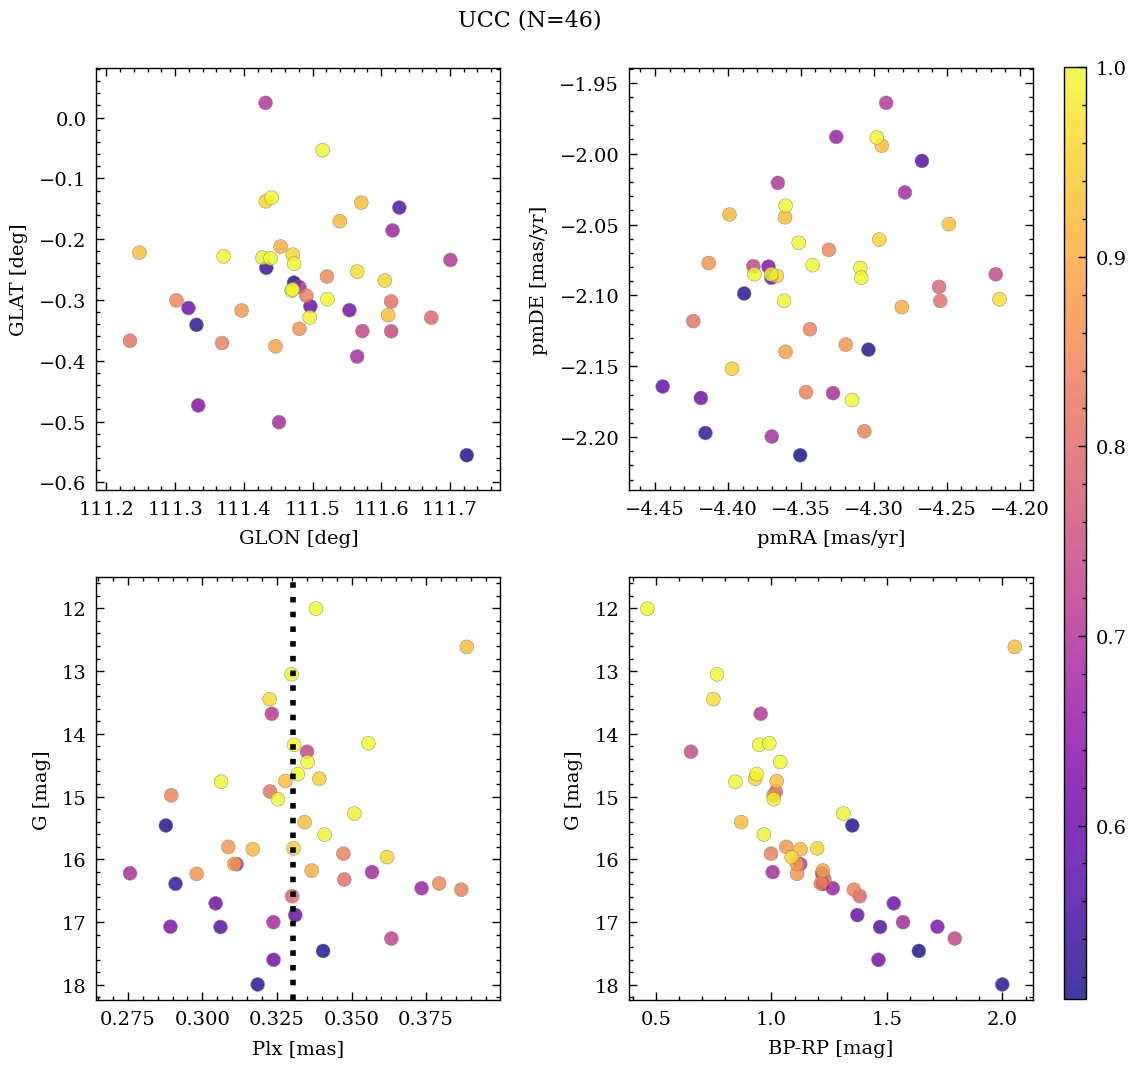 UCC (N=46)
0.0
−0.1
−0.2
−0.3
−0.4
−0.5
−0.6
GLAT [deg]
111.2 111.3 111.4 111.5 111.6 111.7
GLON [deg]
−1.95
−2.00
−2.05
−2.10
−2.15
−2.20
pmDE [mas/yr]
−4.45 −4.40 −4.35 −4.30 −4.25 −4.20
pmRA [mas/yr]
12
13
14
15
16
17
18
G [mag]
0.275 0.300 0.325 0.350 0.375
Plx [mas]
12
13
14
15
16
17
18
G [mag]
0.5 1.0 1.5 2.0
BP-RP [mag]
1.0
0.9
0.8
0.7
0.6